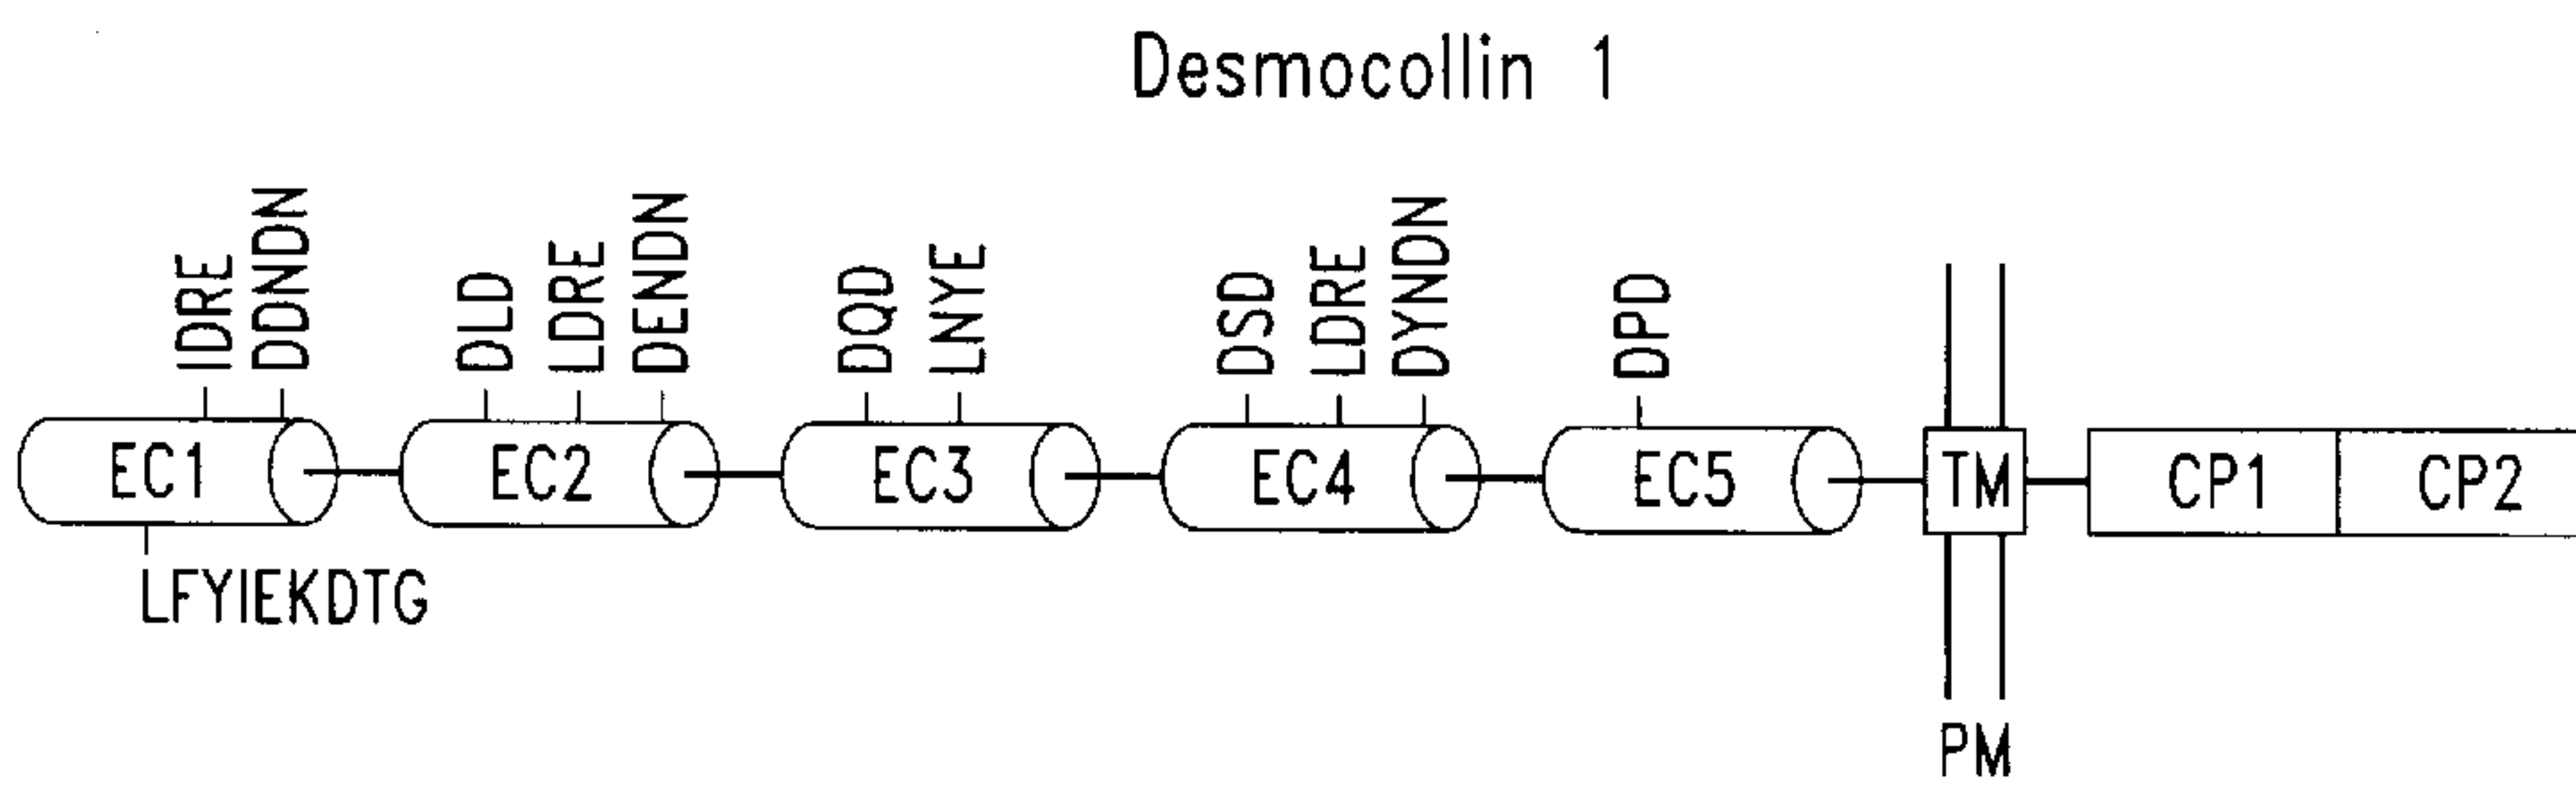 Desmocollin 1
IDRE
DDNDN
DLD
LDRE
DENDN
DQD
LNYE
DSD
LDRE
DYNDN
DPD
EC1
EC2
EC3
EC4
EC5
TM
CP1
CP2
LFYIEKDTG
PM